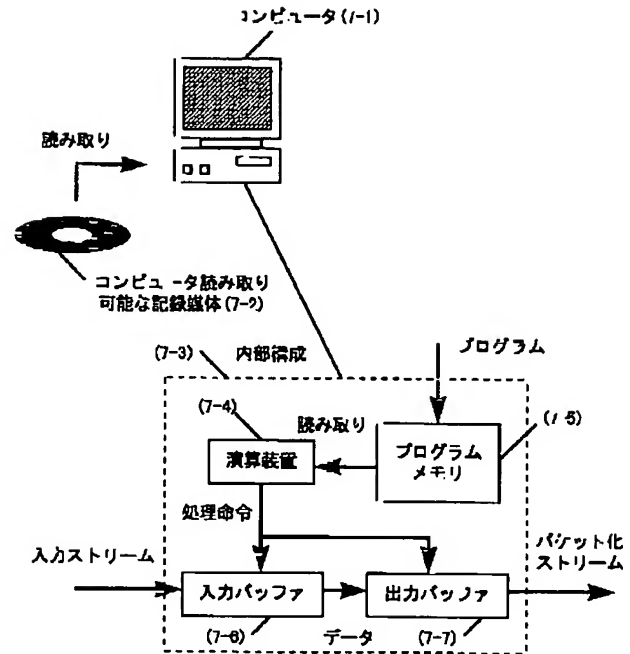 コンピュータ(7-1)
読み取り
コンピュータ読み取り
可能な記録媒体(7-2)
(7-3)
内部構成
プログラム
(7-4)
読み取り
(7-5)
演算装置
プログラム
メモリ
処理命令
入力ストリーム
パケット化
ストリーム
入力バッファ
出力バッファ
(7-6)
データ
(7-7)